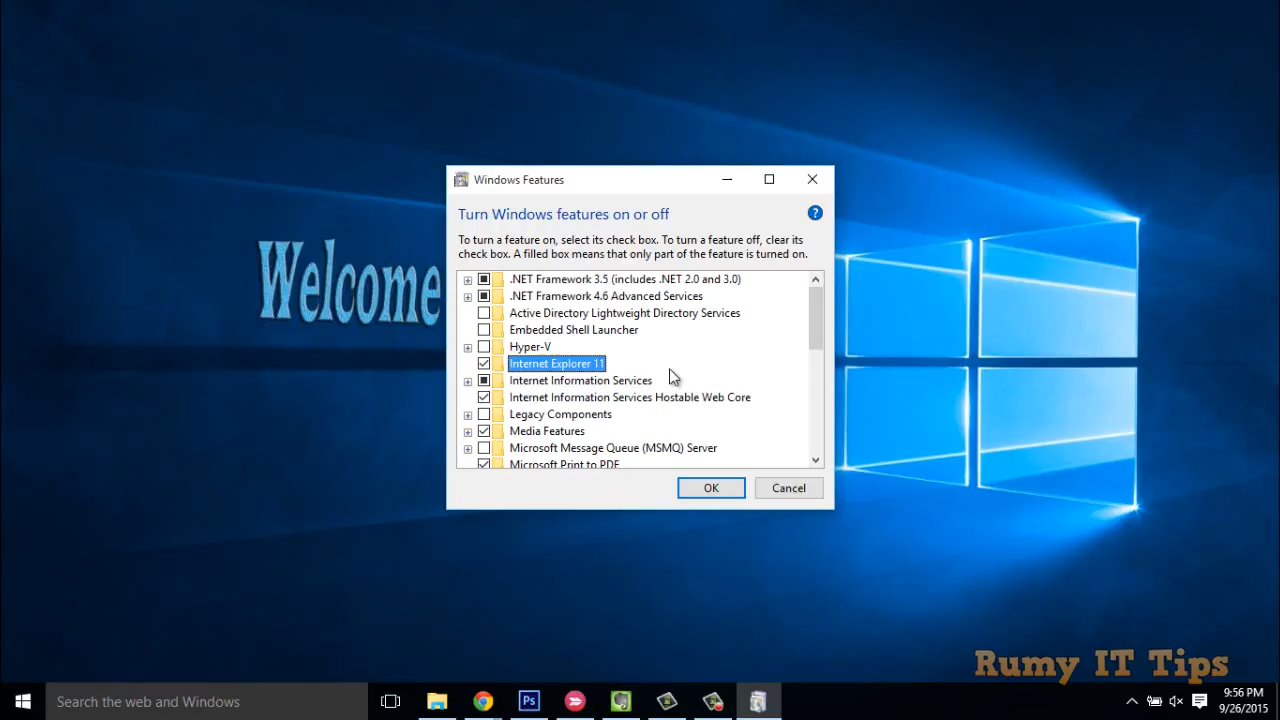 Windows Features
Turn Windows features on or off
?
To turn a feature on, select its check box. To turn a feature off, clear its
check box. A filled box means that only part of the feature is turned on.
.NET Framework 3.5 (includes .NET 2.0 and 3.0)
.NET Framework 4.6 Advanced Services
Active Directory Lightweight Directory Services
Embedded Shell Launcher
Hyper-V
Internet Explorer 11
Internet Information Services
Internet Information Services Hostable Web Core
Legacy Components
Media Features
Microsoft Message Queue (MSMQ) Server
Microsoft Print to PDF
OK
Cancel
Welcome
Rumy IT Tips
Search the web and Windows
Ps
9:56 PM
9/26/2015